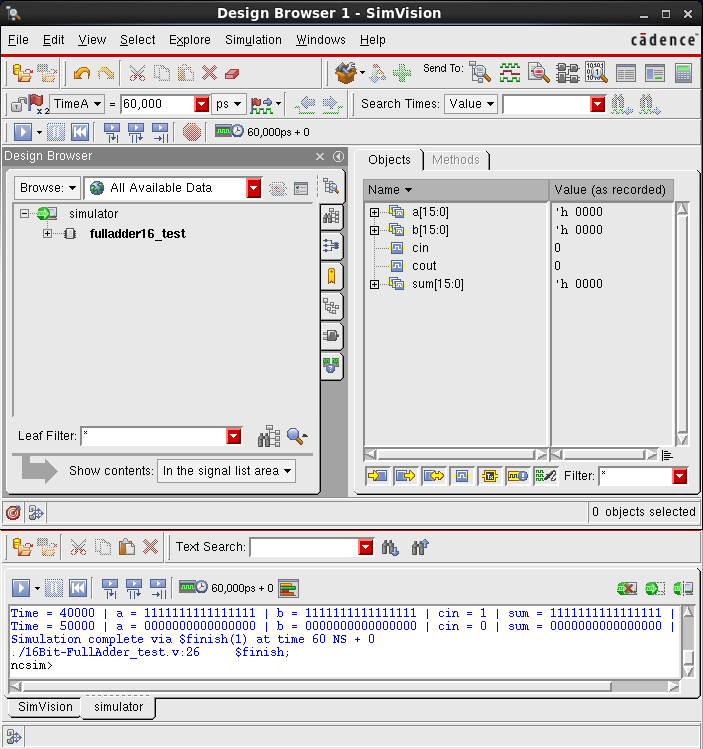 Design Browser 1 - SimVision
File Edit View Select Explore Simulation Windows Help cādence
Send To:
x2 TimeA = 60,000 ps Search Times: Value
60,000ps + 0
Design Browser
Objects Methods
Browse: All Available Data
Name Value (as recorded)
simulator
fulladder16_test
a[15:0] 'h 0000
b[15:0] 'h 0000
cin 0
cout 0
sum[15:0] 'h 0000
Leaf Filter: *
Show contents: In the signal list area
Filter: *
0 objects selected
Text Search:
60,000ps + 0
Time = 40000 | a = 1111111111111111 | b = 1111111111111111 | cin = 1 | sum = 1111111111111111 |
Time = 50000 | a = 0000000000000000 | b = 0000000000000000 | cin = 0 | sum = 0000000000000000 |
Simulation complete via $finish(1) at time 60 NS + 0
./16Bit-FullAdder_test.v:26 $finish;
ncsim>
SimVision simulator